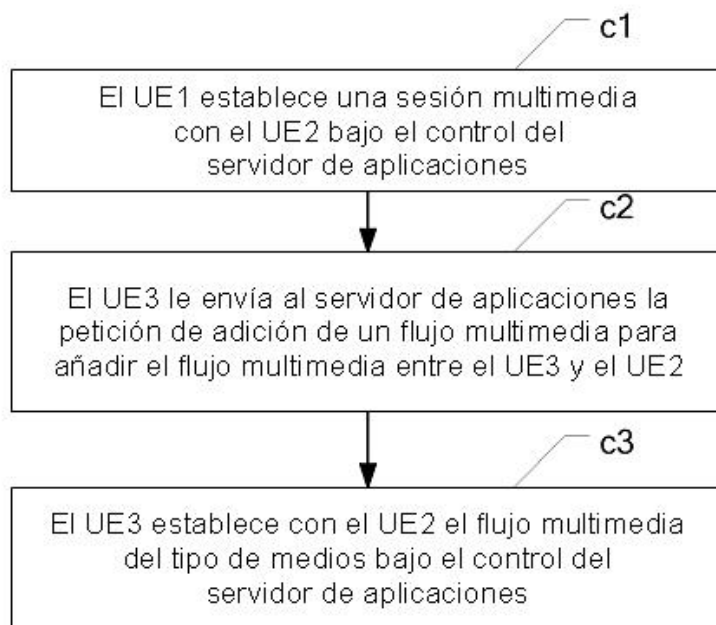 c1
El UE1 establece una sesión multimedia
con el UE2 bajo el control del
servidor de aplicaciones
c2
El UE3 le envía al servidor de aplicaciones la
petición de adición de un flujo multimedia para
añadir el flujo multimedia entre el UE3 y el UE2
c3
El UE3 establece con el UE2 el flujo multimedia
del tipo de medios bajo el control del
servidor de aplicaciones